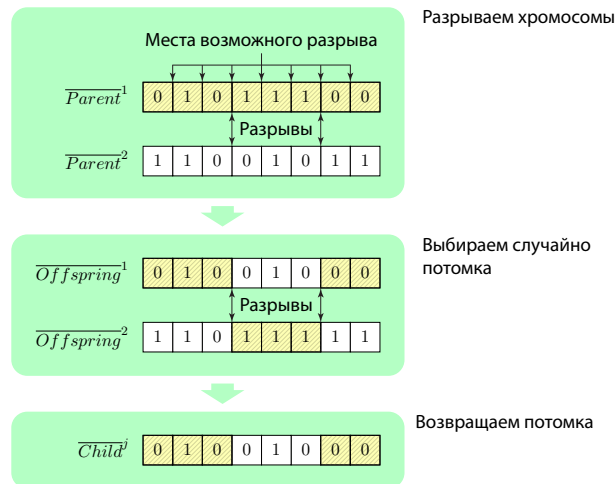 Разрываем хромосомы
Места возможного разрыва
Parent¹ 0 1 0 1 1 1 0 0
Разрывы
Parent² 1 1 0 0 1 0 1 1
Выбираем случайно
потомка
Offspring¹ 0 1 0 0 1 0 0 0
Разрывы
Offspring² 1 1 0 1 1 1 1 1
Возвращаем потомка
Childʲ 0 1 0 0 1 0 0 0